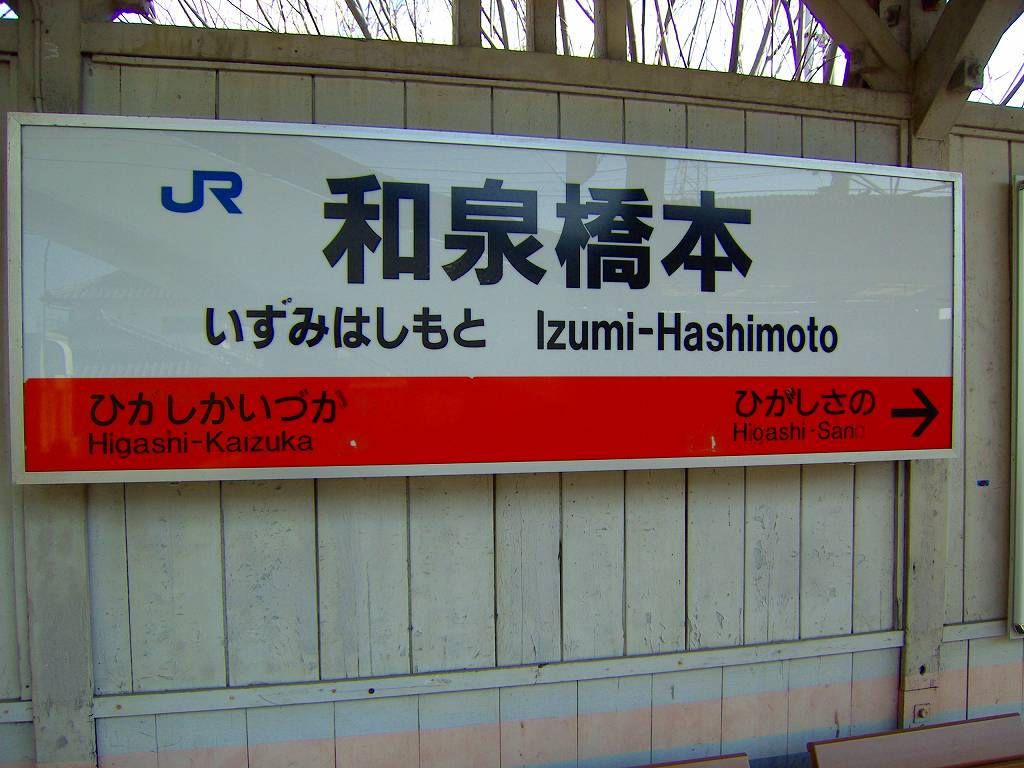 JR 和泉橋本
いずみはしもと Izumi-Hashimoto
ひがしかいづか ひがしさの →
Higashi-Kaizuka Higashi-Sano